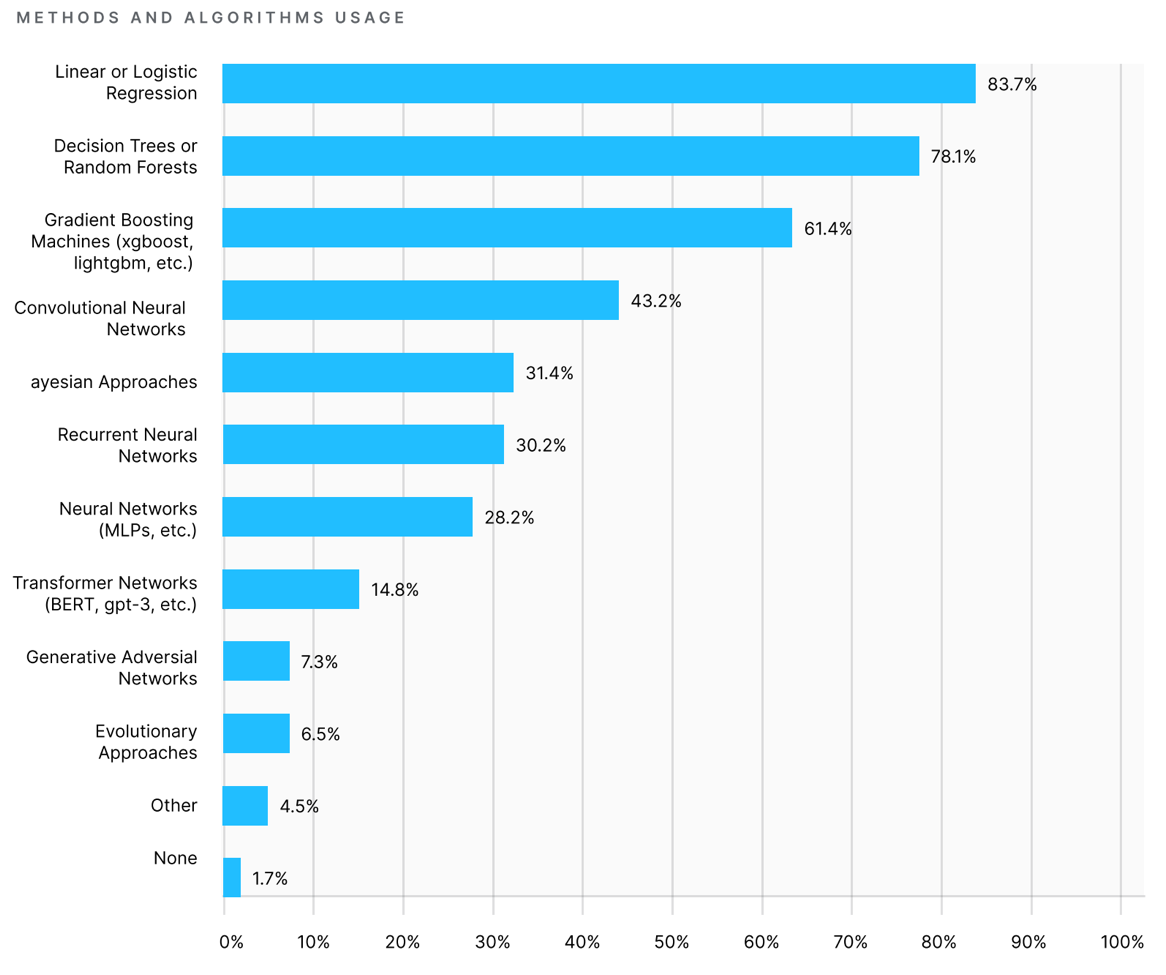 METHODS AND ALGORITHMS USAGE
Linear or Logistic
Regression
83.7%
Decision Trees or
Random Forests
78.1%
Gradient Boosting
Machines (xgboost,
lightgbm, etc.)
61.4%
Convolutional Neural
Networks
43.2%
ayesian Approaches
31.4%
Recurrent Neural
Networks
30.2%
Neural Networks
(MLPs, etc.)
28.2%
Transformer Networks
(BERT, gpt-3, etc.)
14.8%
Generative Adversial
Networks
7.3%
Evolutionary
Approaches
6.5%
Other
4.5%
None
1.7%
0% 10% 20% 30% 40% 50% 60% 70% 80% 90% 100%